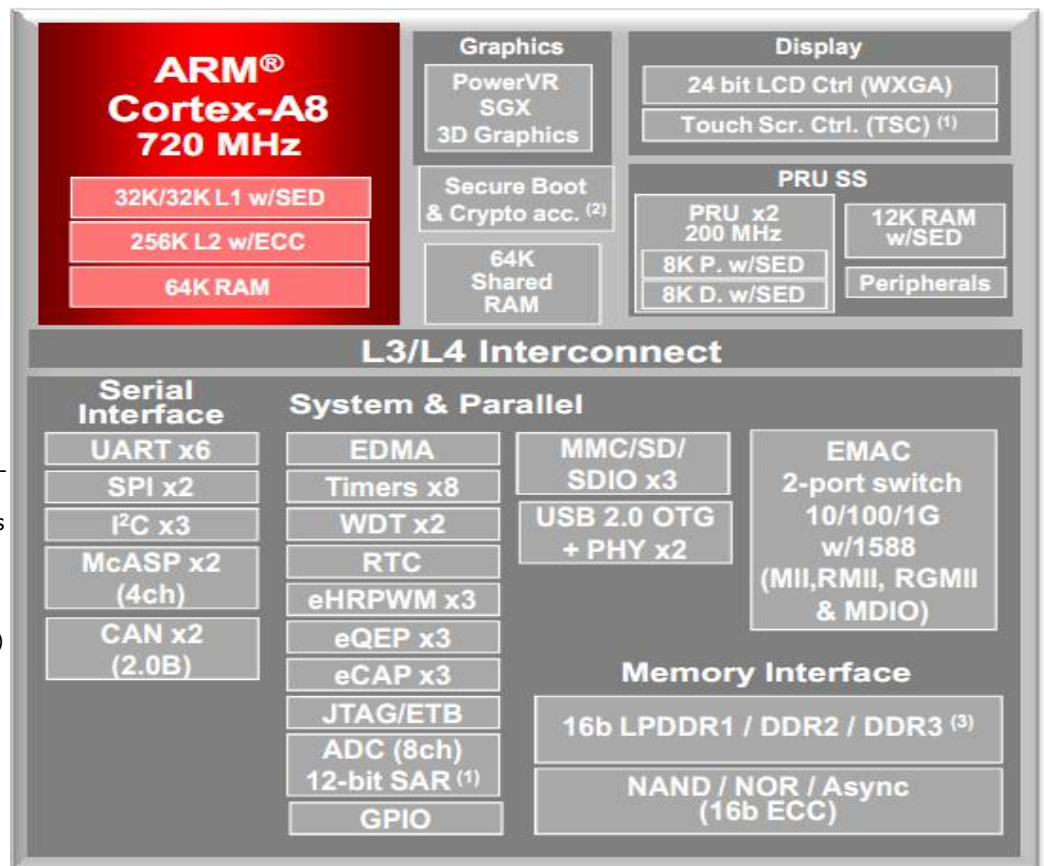 ARM®
Cortex-A8
720 MHz
32K/32K L1 w/SED
256K L2 w/ECC
64K RAM
Graphics
PowerVR
SGX
3D Graphics
Secure Boot
& Crypto acc. (2)
64K
Shared
RAM
Display
24 bit LCD Ctrl (WXGA)
Touch Scr. Ctrl. (TSC) (1)
PRU SS
PRU x2
200 MHz
8K P. w/SED
8K D. w/SED
12K RAM
w/SED
Peripherals
L3/L4 Interconnect
Serial
Interface
UART x6
SPI x2
I²C x3
McASP x2
(4ch)
CAN x2
(2.0B)
System & Parallel
EDMA
Timers x8
WDT x2
RTC
eHRPWM x3
eQEP x3
eCAP x3
JTAG/ETB
ADC (8ch)
12-bit SAR (1)
GPIO
MMC/SD/
SDIO x3
USB 2.0 OTG
+ PHY x2
EMAC
2-port switch
10/100/1G
w/1588
(MII,RMII, RGMII
& MDIO)
Memory Interface
16b LPDDR1 / DDR2 / DDR3 (3)
NAND / NOR / Async
(16b ECC)